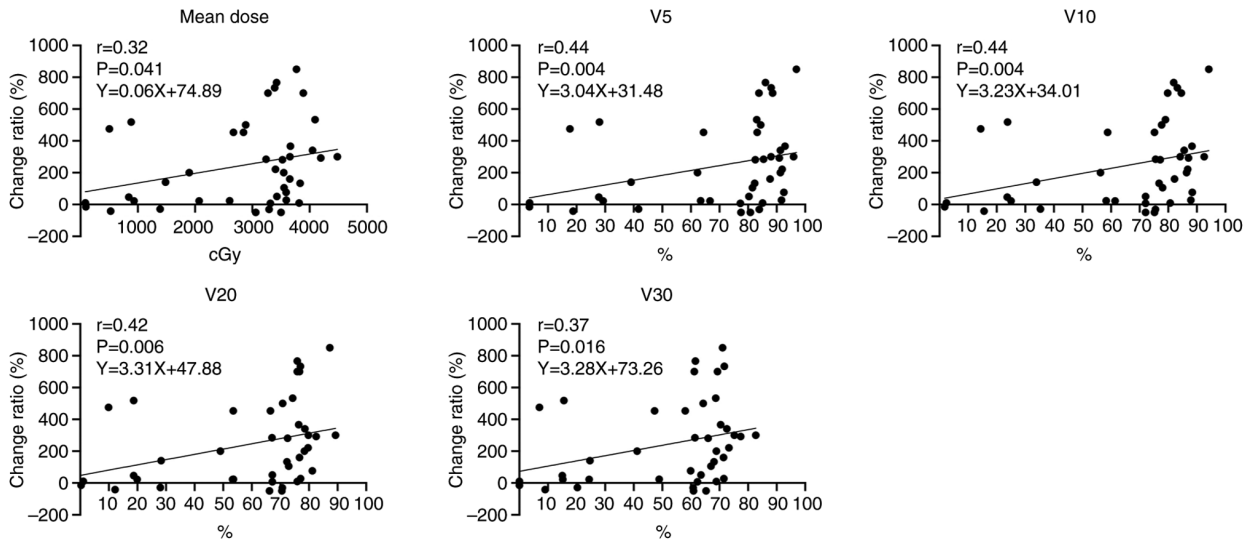 Mean dose
r=0.32
P=0.041
Y=0.06X+74.89
Change ratio (%)
1000
800
600
400
200
0
–200
1000
2000
3000
4000
5000
cGy
V5
r=0.44
P=0.004
Y=3.04X+31.48
Change ratio (%)
1000
800
600
400
200
0
–200
10 20 30 40 50 60 70 80 90 100
%
V10
r=0.44
P=0.004
Y=3.23X+34.01
Change ratio (%)
1000
800
600
400
200
0
–200
10 20 30 40 50 60 70 80 90 100
%
V20
r=0.42
P=0.006
Y=3.31X+47.88
Change ratio (%)
1000
800
600
400
200
0
–200
10 20 30 40 50 60 70 80 90 100
%
V30
r=0.37
P=0.016
Y=3.28X+73.26
Change ratio (%)
1000
800
600
400
200
0
–200
10 20 30 40 50 60 70 80 90 100
%